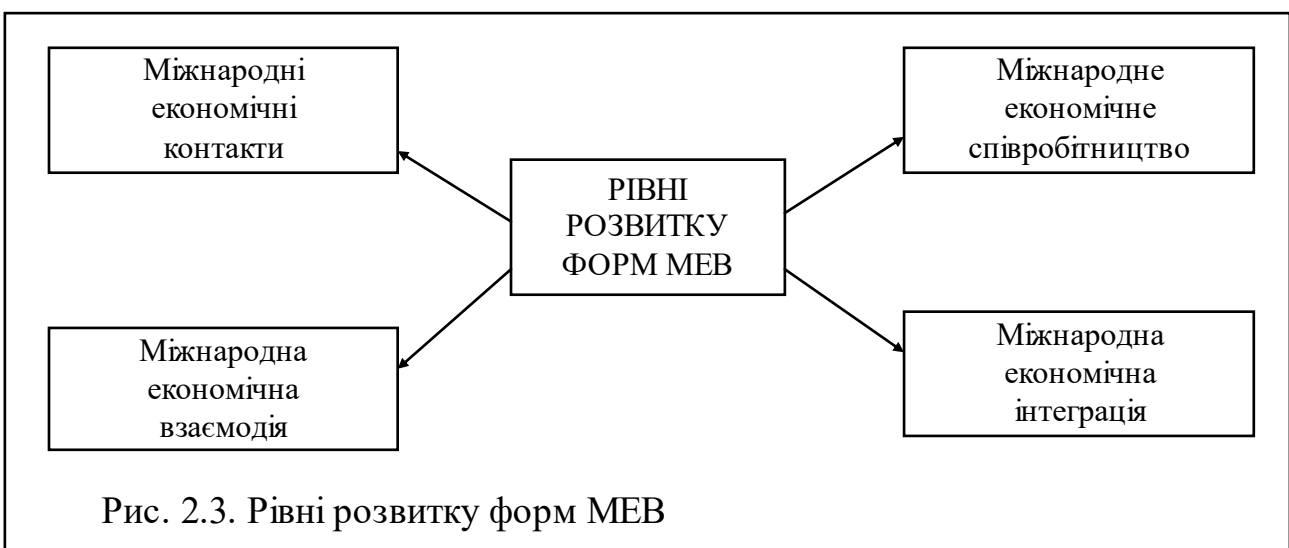 Міжнародні
економічні
контакти
Міжнародне
економічне
співробітництво
РІВНІ
РОЗВИТКУ
ФОРМ МЕВ
Міжнародна
економічна
взаємодія
Міжнародна
економічна
інтеграція
Рис. 2.3. Рівні розвитку форм МЕВ